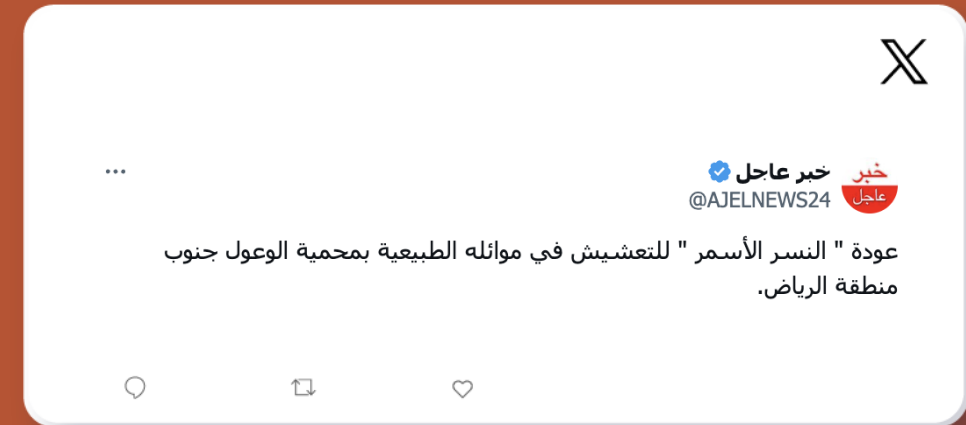 خبر عاجل
@AJELNEWS24
خبر
عاجل
عودة " النسر الأسمر " للتعشيش في موائله الطبيعية بمحمية الوعول جنوب
منطقة الرياض.